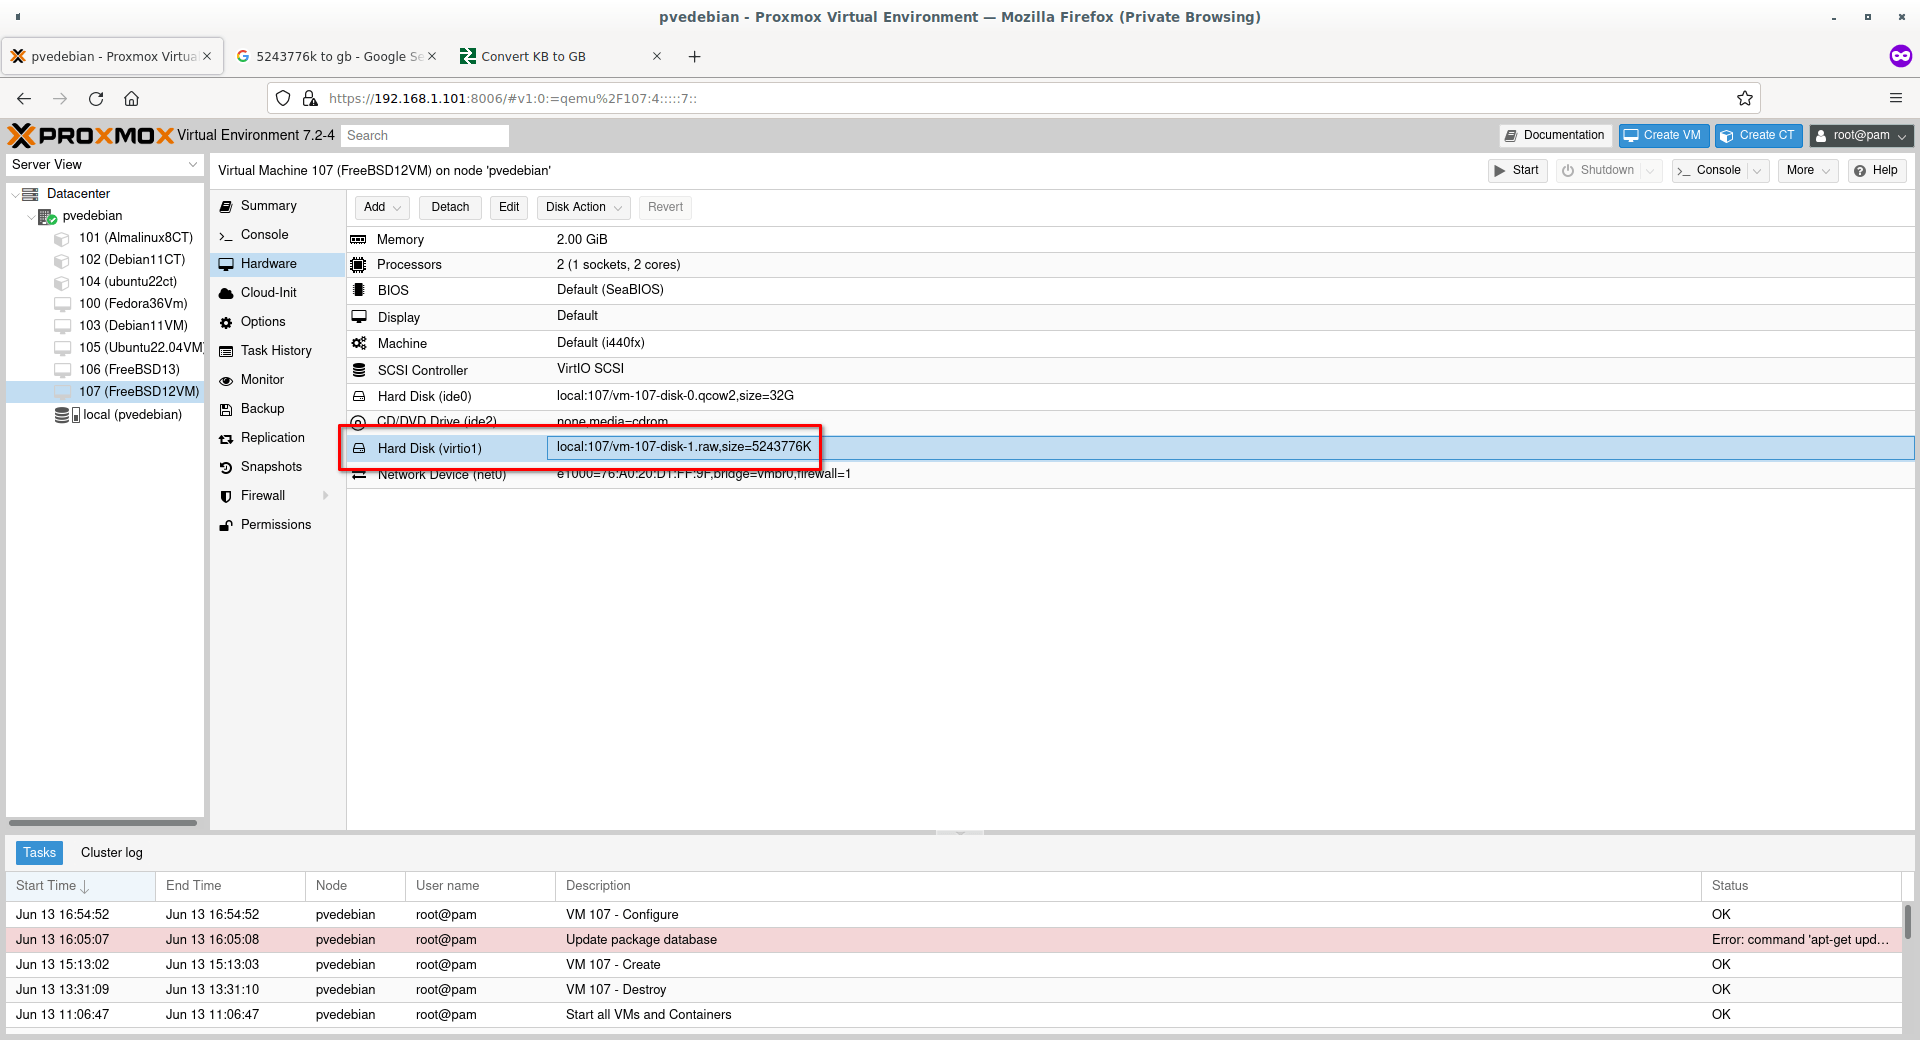 pvedebian - Proxmox Virtual Environment — Mozilla Firefox (Private Browsing)
pvedebian - Proxmox Virtua
5243776k to gb - Google Se
Convert KB to GB
https://192.168.1.101:8006/#v1:0:=qemu%2F107:4:::::7::
PROXMOX Virtual Environment 7.2-4 Search
Documentation Create VM Create CT root@pam
Server View
Datacenter
pvedebian
101 (Almalinux8CT)
102 (Debian11CT)
104 (ubuntu22ct)
100 (Fedora36Vm)
103 (Debian11VM)
105 (Ubuntu22.04VM)
106 (FreeBSD13)
107 (FreeBSD12VM)
local (pvedebian)
Virtual Machine 107 (FreeBSD12VM) on node 'pvedebian'
Start Shutdown Console More Help
Summary
Console
Hardware
Cloud-Init
Options
Task History
Monitor
Backup
Replication
Snapshots
Firewall
Permissions
Add Detach Edit Disk Action Revert
Memory 2.00 GiB
Processors 2 (1 sockets, 2 cores)
BIOS Default (SeaBIOS)
Display Default
Machine Default (i440fx)
SCSI Controller VirtIO SCSI
Hard Disk (ide0) local:107/vm-107-disk-0.qcow2,size=32G
CD/DVD Drive (ide2) none,media=cdrom
Hard Disk (virtio1) local:107/vm-107-disk-1.raw,size=5243776K
Network Device (net0) e1000=76:A0:20:D1:FF:9F,bridge=vmbr0,firewall=1
Tasks Cluster log
Start Time End Time Node User name Description Status
Jun 13 16:54:52 Jun 13 16:54:52 pvedebian root@pam VM 107 - Configure OK
Jun 13 16:05:07 Jun 13 16:05:08 pvedebian root@pam Update package database Error: command 'apt-get upd...
Jun 13 15:13:02 Jun 13 15:13:03 pvedebian root@pam VM 107 - Create OK
Jun 13 13:31:09 Jun 13 13:31:10 pvedebian root@pam VM 107 - Destroy OK
Jun 13 11:06:47 Jun 13 11:06:47 pvedebian root@pam Start all VMs and Containers OK